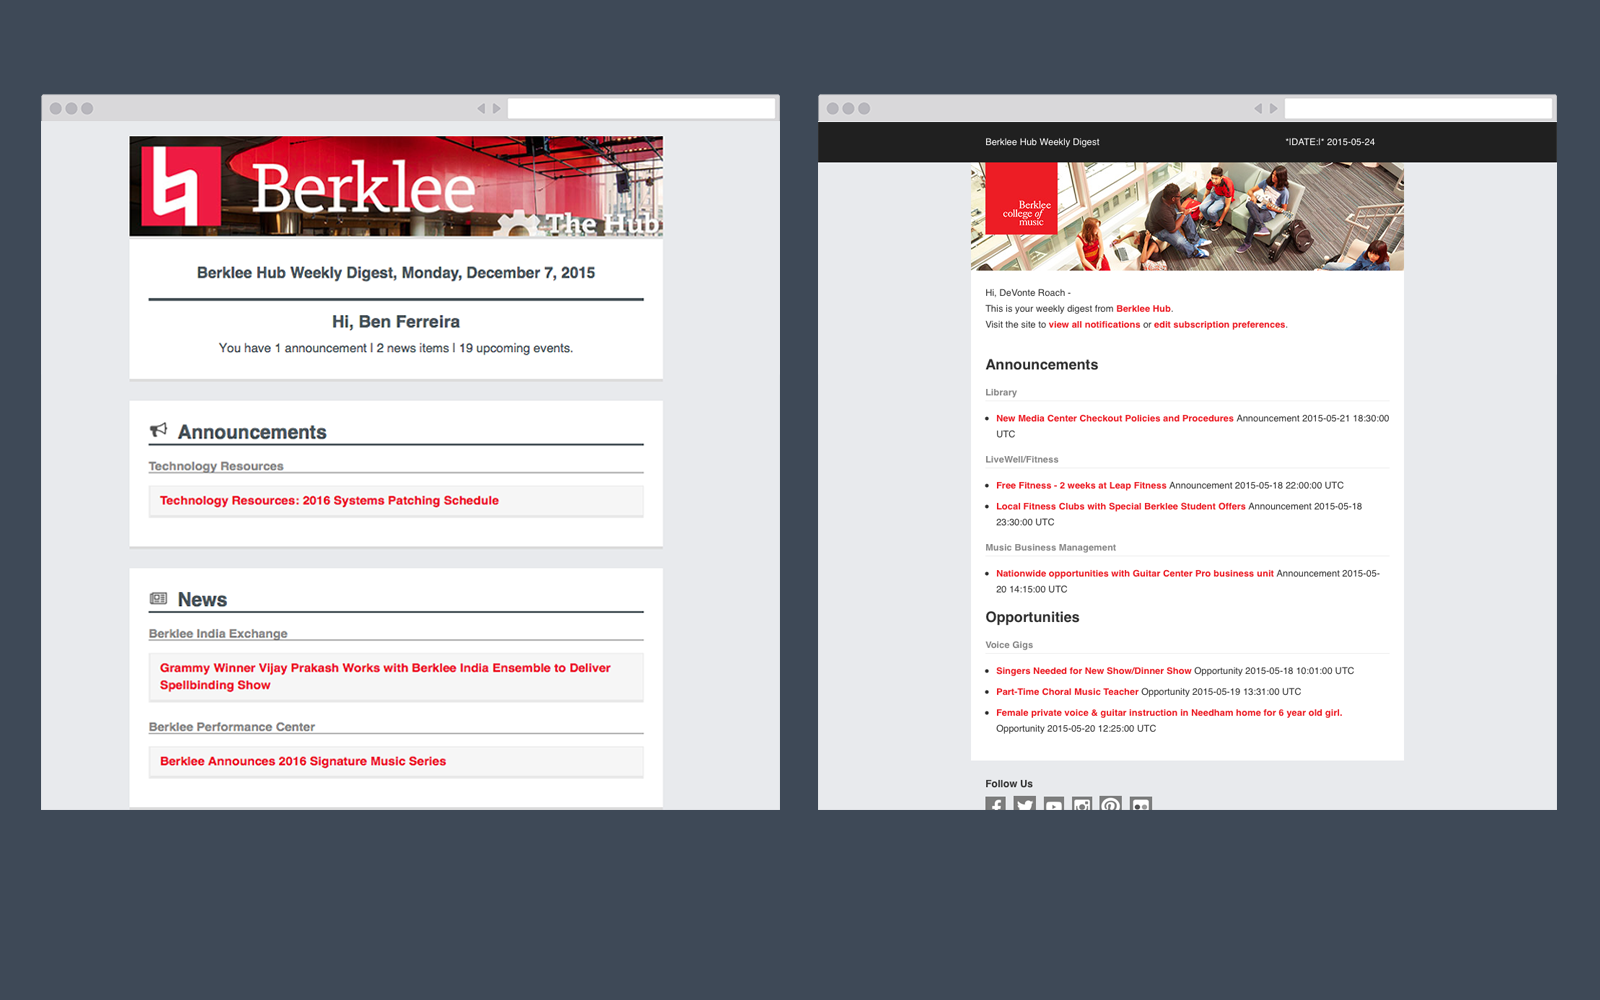 Berklee
The Hub
Berklee Hub Weekly Digest, Monday, December 7, 2015
Hi, Ben Ferreira
You have 1 announcement | 2 news items | 19 upcoming events.
Announcements
Technology Resources
Technology Resources: 2016 Systems Patching Schedule
News
Berklee India Exchange
Grammy Winner Vijay Prakash Works with Berklee India Ensemble to Deliver
Spellbinding Show
Berklee Performance Center
Berklee Announces 2016 Signature Music Series
Berklee Hub Weekly Digest
*|DATE:|* 2015-05-24
Berklee
college of
music
Hi, DeVonte Roach -
This is your weekly digest from Berklee Hub.
Visit the site to view all notifications or edit subscription preferences.
Announcements
Library
New Media Center Checkout Policies and Procedures Announcement 2015-05-21 18:30:00
UTC
LiveWell/Fitness
Free Fitness - 2 weeks at Leap Fitness Announcement 2015-05-18 22:00:00 UTC
Local Fitness Clubs with Special Berklee Student Offers Announcement 2015-05-18
23:30:00 UTC
Music Business Management
Nationwide opportunities with Guitar Center Pro business unit Announcement 2015-05-
20 14:15:00 UTC
Opportunities
Voice Gigs
Singers Needed for New Show/Dinner Show Opportunity 2015-05-18 10:01:00 UTC
Part-Time Choral Music Teacher Opportunity 2015-05-19 13:31:00 UTC
Female private voice & guitar instruction in Needham home for 6 year old girl.
Opportunity 2015-05-20 12:25:00 UTC
Follow Us